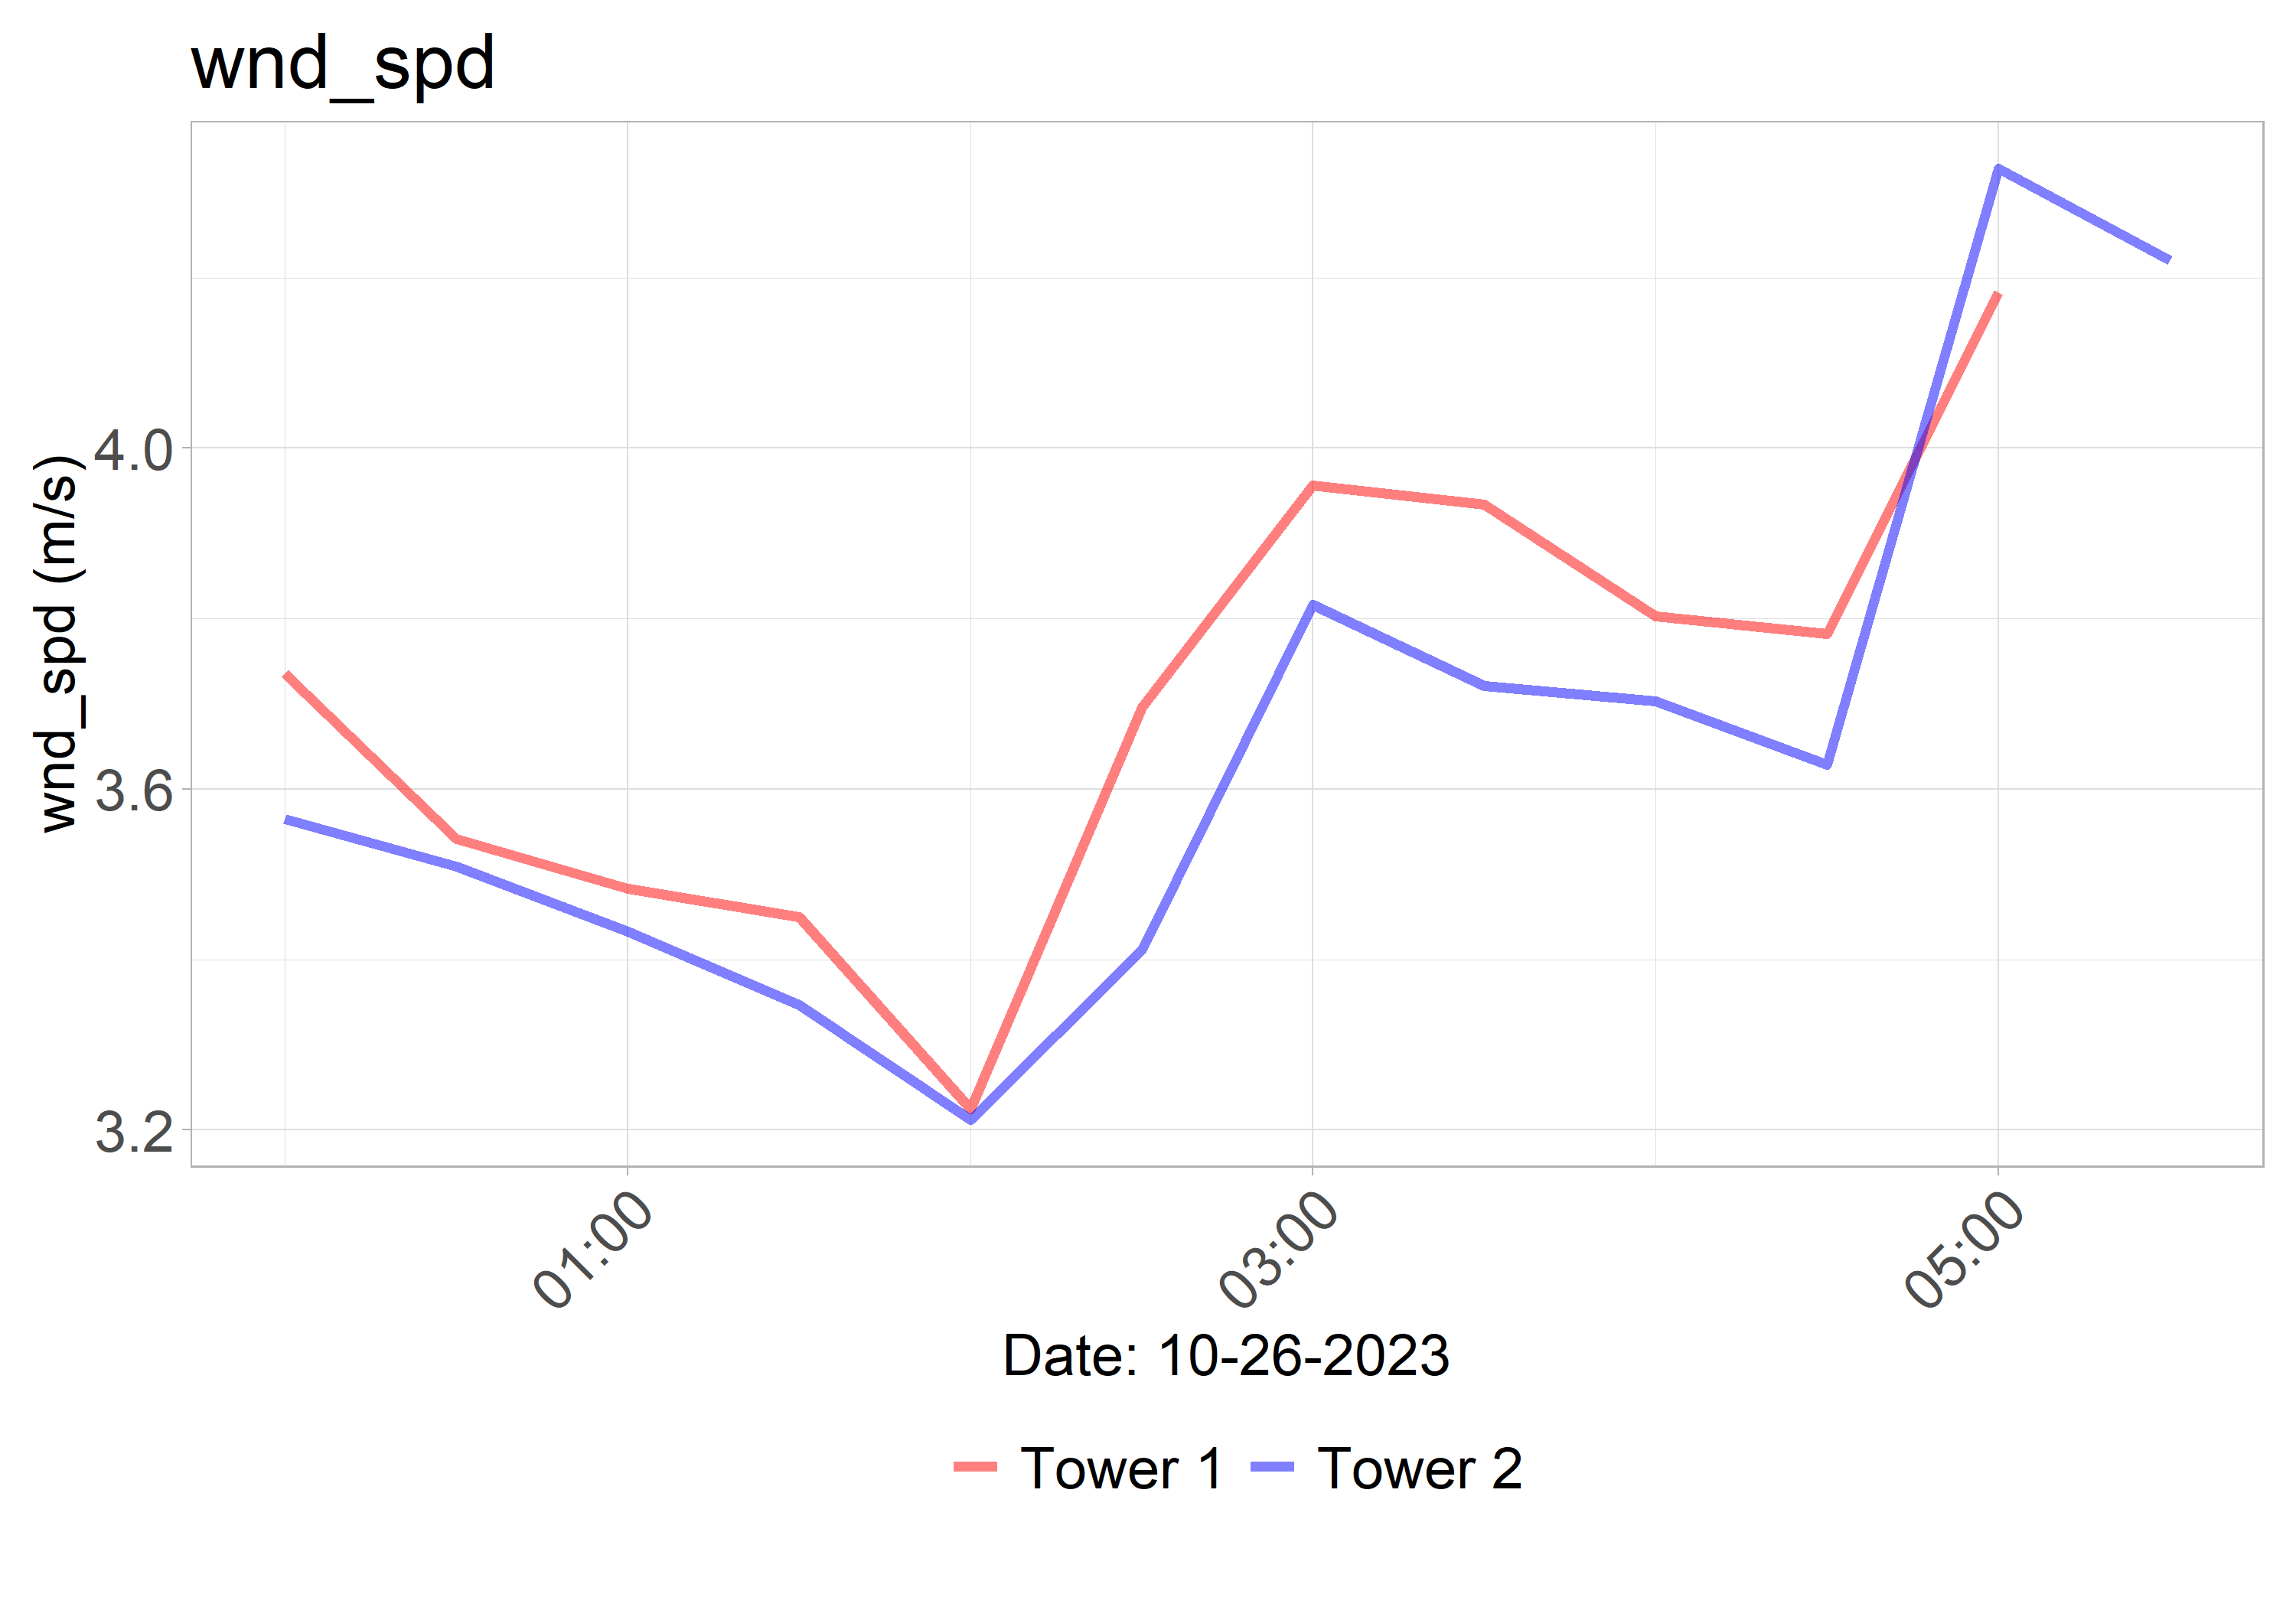 wnd_spd
wnd_spd (m/s)
4.0
3.6
3.2
01:00
03:00
05:00
Date: 10-26-2023
Tower 1
Tower 2